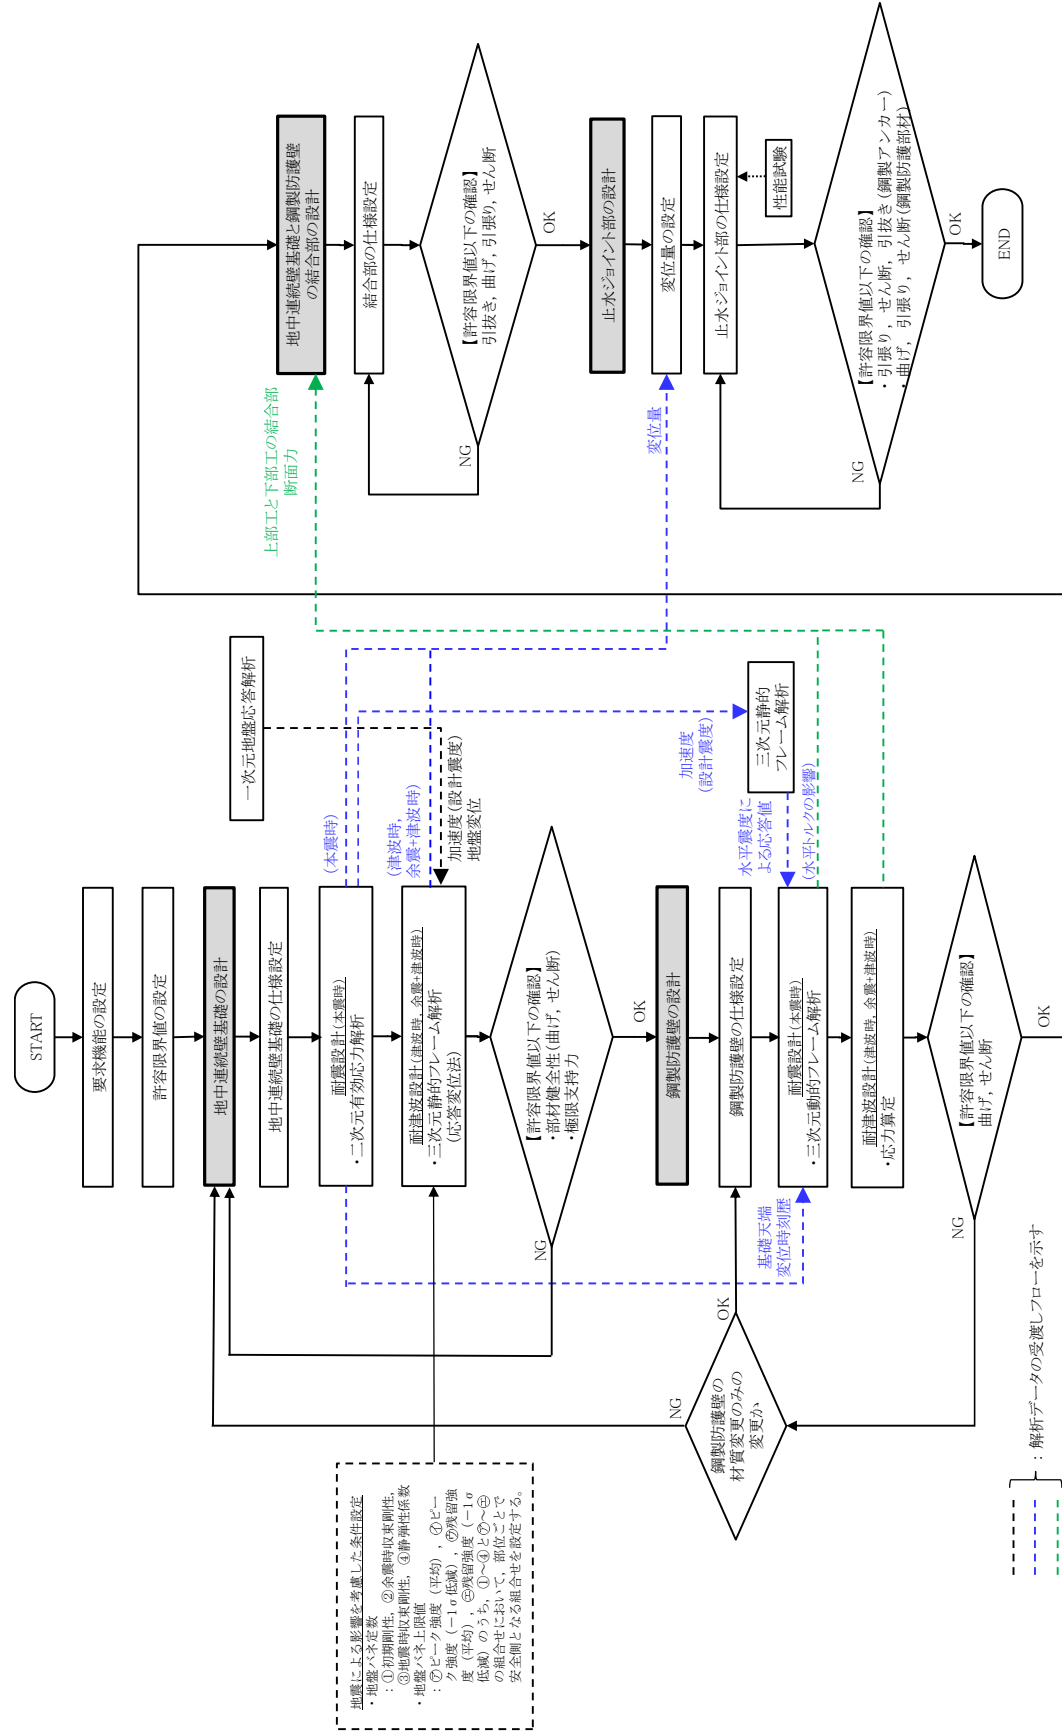 START
要求機能の設定
許容限界値の設定
地中連続壁基礎の設計
地中連続壁基礎の仕様設定
耐震設計(本震時)
・二次元有効応力解析
耐津波設計(津波時，余震+津波時)
・三次元静的フレーム解析
(応答変位法)
【許容限界値以下の確認】
・部材健全性(曲げ，せん断)
・極限支持力
NG
OK
一次元地盤応答解析
(本震時)
(津波時，
余震+津波時)
加速度(設計震度)
地盤変位
地震による影響を考慮した条件設定
・地盤バネ定数
：①初期剛性，②余震時収束剛性，
③地震時収束剛性，④静弾性係数
・地盤バネ上限値
：㋐ピーク強度（平均），㋑ピー
ク強度（－1σ低減），㋒残留強
度（平均），㋓残留強度（－1σ
低減）のうち，①～④と㋐～㋓
の組合せにおいて，部位ごとで
安全側となる組合せを設定する。
鋼製防護壁の設計
鋼製防護壁の仕様設定
耐震設計(本震時)
・三次元動的フレーム解析
耐津波設計(津波時，余震+津波時)
・応力算定
【許容限界値以下の確認】
曲げ，せん断
NG
OK
加速度
(設計震度)
三次元静的
フレーム解析
水平震度に
よる応答値
(水平トルクの影響)
基礎天端
変位時刻歴
鋼製防護壁の
材質変更のみの
変更か
NG
OK
上部工と下部工の結合部
断面力
地中連続壁基礎と鋼製防護壁
の結合部の設計
結合部の仕様設定
【許容限界値以下の確認】
引抜き，曲げ，引張り，せん断
NG
OK
止水ジョイント部の設計
変位量
変位量の設定
止水ジョイント部の仕様設定
性能試験
【許容限界値以下の確認】
・引張り，せん断，引抜き(鋼製アンカー)
・曲げ，引張り，せん断(鋼製防護部材)
NG
OK
END
：解析データの受渡しフローを示す